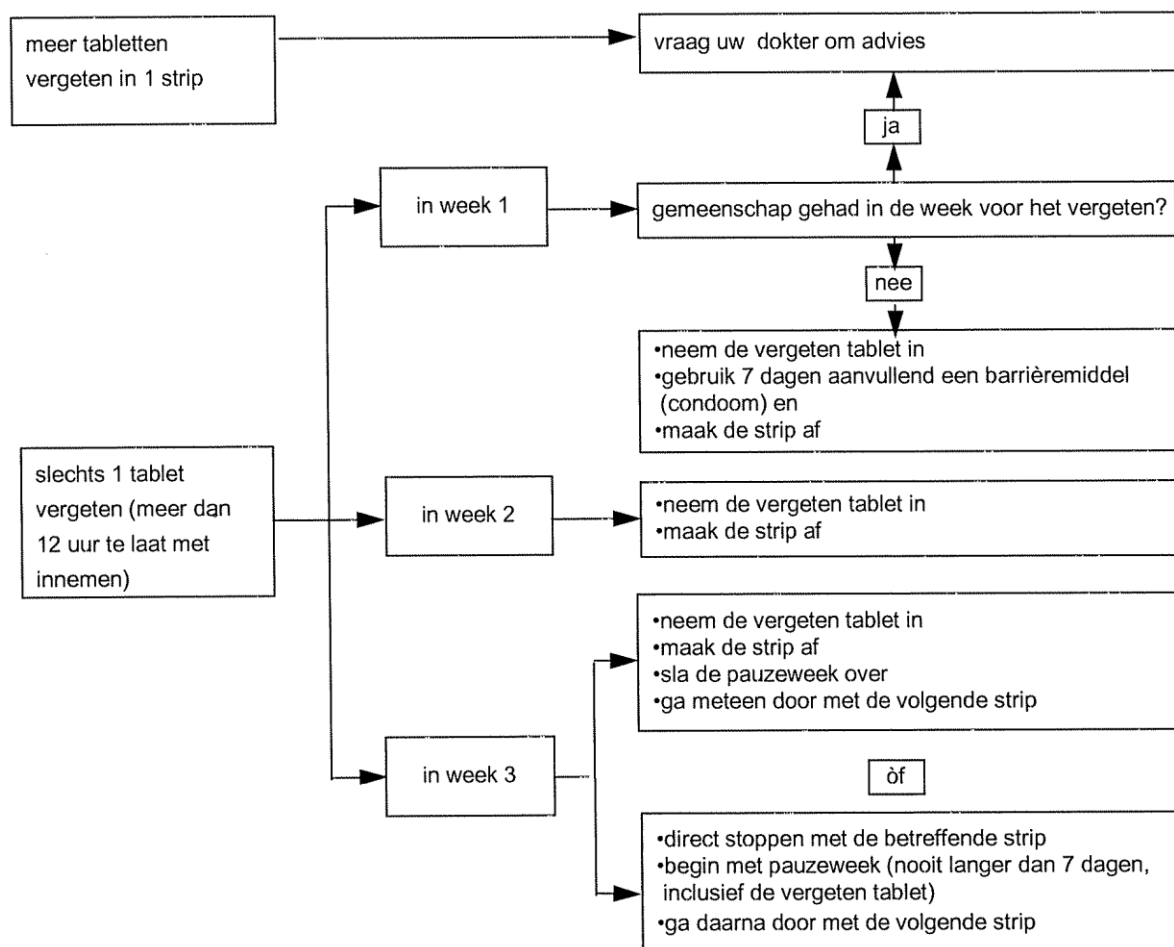 meer tabletten
vergeten in 1 strip
vraag uw dokter om advies
ja
in week 1
gemeenschap gehad in de week voor het vergeten?
nee
•neem de vergeten tablet in
•gebruik 7 dagen aanvullend een barrièremiddel
(condoom) en
•maak de strip af
slechts 1 tablet
vergeten (meer dan
12 uur te laat met
innemen)
in week 2
•neem de vergeten tablet in
•maak de strip af
•neem de vergeten tablet in
•maak de strip af
•sla de pauzeweek over
•ga meteen door met de volgende strip
in week 3
òf
•direct stoppen met de betreffende strip
•begin met pauzeweek (nooit langer dan 7 dagen,
inclusief de vergeten tablet)
•ga daarna door met de volgende strip